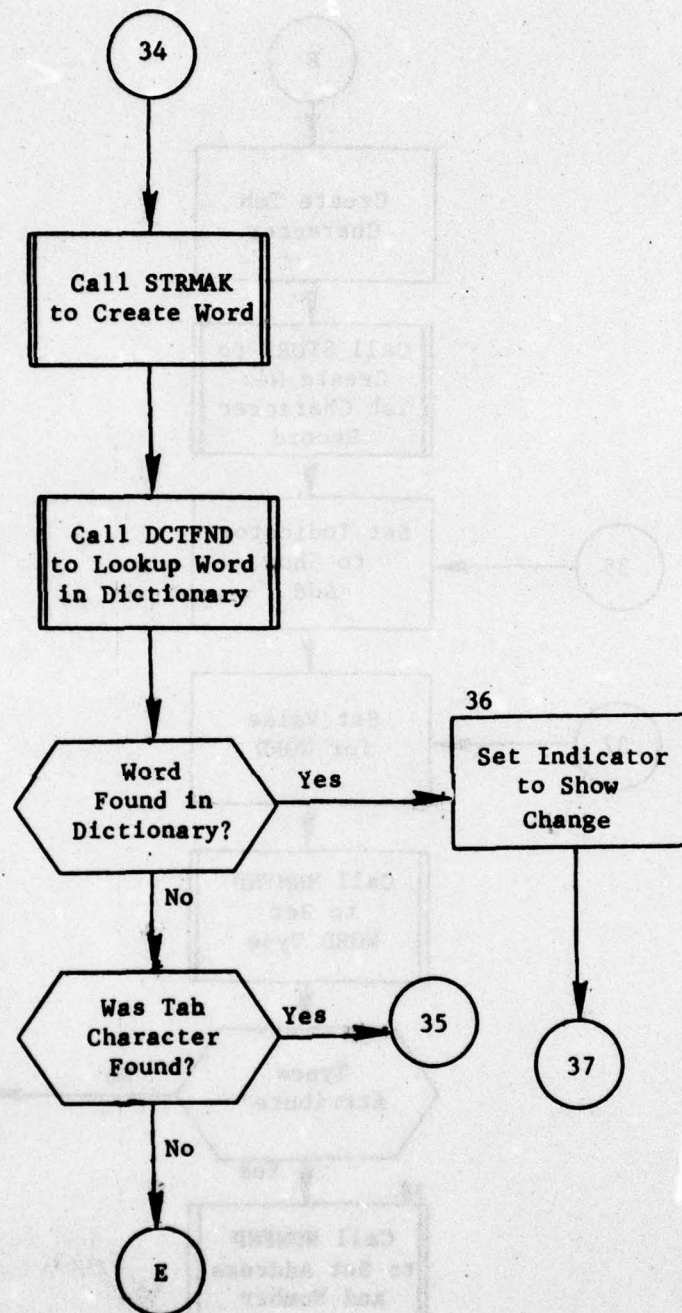 34
Call STRMAK
to Create Word
Call DCTFND
to Lookup Word
in Dictionary
Word
Found in
Dictionary?
Yes
36
Set Indicator
to Show
Change
No
Was Tab
Character
Found?
Yes
35
37
No
E